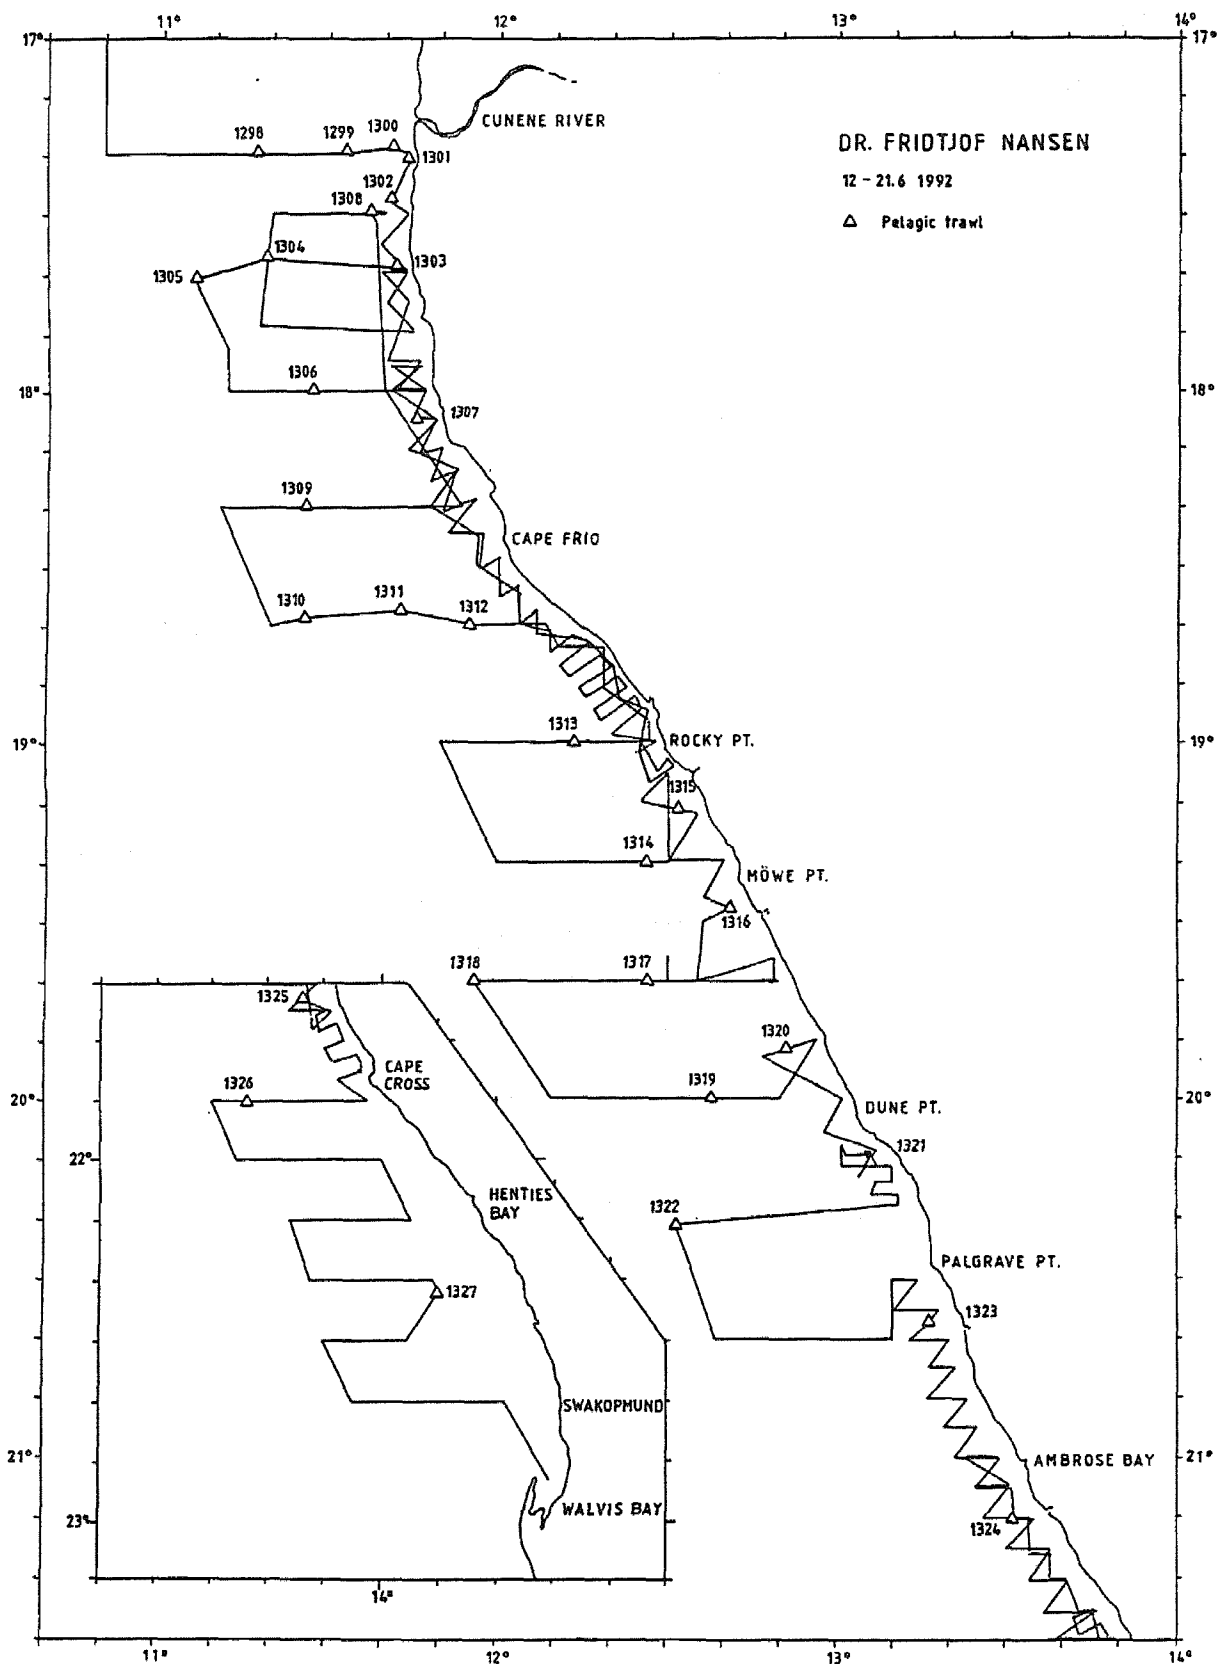 11° 12° 13° 14°
17° 17°
CUNENE RIVER
DR. FRIDTJOF NANSEN
12 - 21.6 1992
△ Pelagic trawl
1298 1299 1300
1301
1302
1308
1304
1305 1303
1306
18° 18°
1307
1309
CAPE FRIO
1310 1311 1312
1313
19° ROCKY PT. 19°
1315
1314
MÖWE PT.
1316
1318 1317
1325
1320
CAPE
CROSS
1326 1319
20° DUNE PT. 20°
1321
22°
HENTIES
BAY
1322
PALGRAVE PT.
1327
1323
SWAKOPMUND
21° AMBROSE BAY 21°
WALVIS BAY
23° 1324
14°
11° 12° 13° 14°